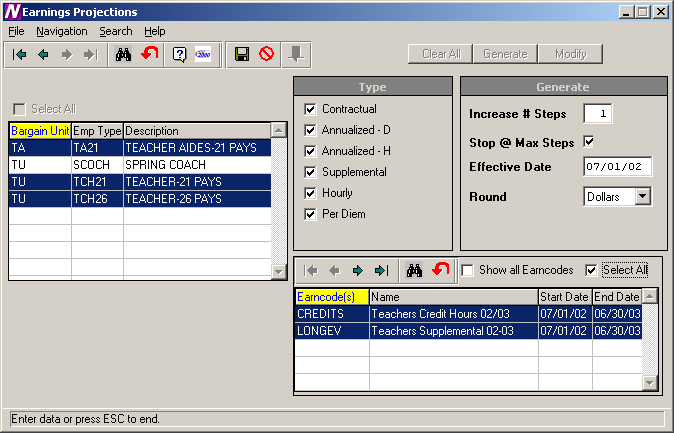 Earnings Projections
File Navigation Search Help
2000
Clear All Generate Modify
Select All
Bargain Unit Emp Type Description
TA TA21 TEACHER AIDES-21 PAYS
TU SCOCH SPRING COACH
TU TCH21 TEACHER-21 PAYS
TU TCH26 TEACHER-26 PAYS
Type
Contractual
Annualized - D
Annualized - H
Supplemental
Hourly
Per Diem
Generate
Increase # Steps 1
Stop @ Max Steps
Effective Date 07/01/02
Round Dollars
Show all Earncodes Select All
Earncode(s) Name Start Date End Date
CREDITS Teachers Credit Hours 02/03 07/01/02 06/30/03
LONGEV Teachers Supplemental 02-03 07/01/02 06/30/03
Enter data or press ESC to end.